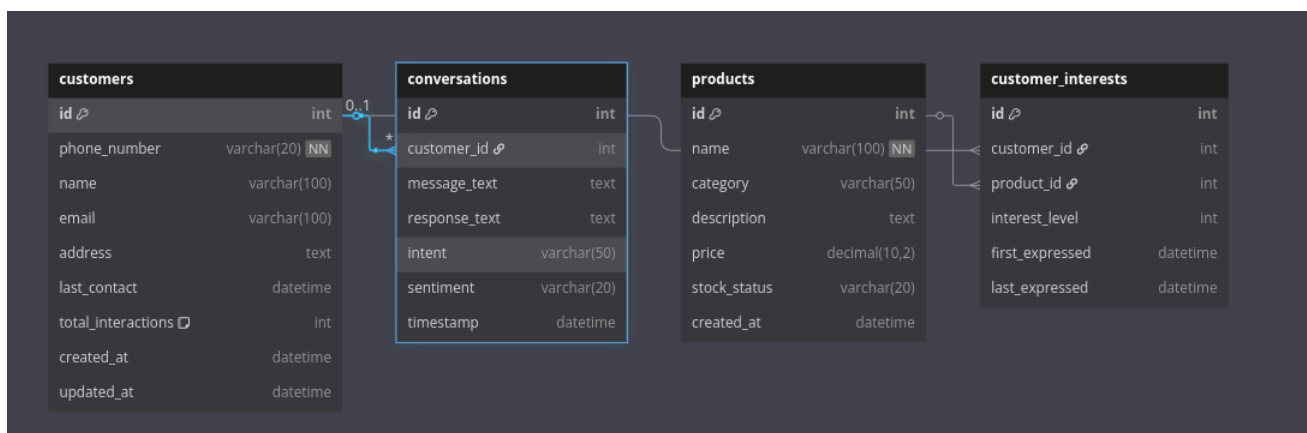 customers
id int
phone_number varchar(20) NN
name varchar(100)
email varchar(100)
address text
last_contact datetime
total_interactions int
created_at datetime
updated_at datetime
0..1
*
conversations
id int
customer_id int
message_text text
response_text text
intent varchar(50)
sentiment varchar(20)
timestamp datetime
products
id int
name varchar(100) NN
category varchar(50)
description text
price decimal(10,2)
stock_status varchar(20)
created_at datetime
customer_interests
id int
customer_id int
product_id int
interest_level int
first_expressed datetime
last_expressed datetime